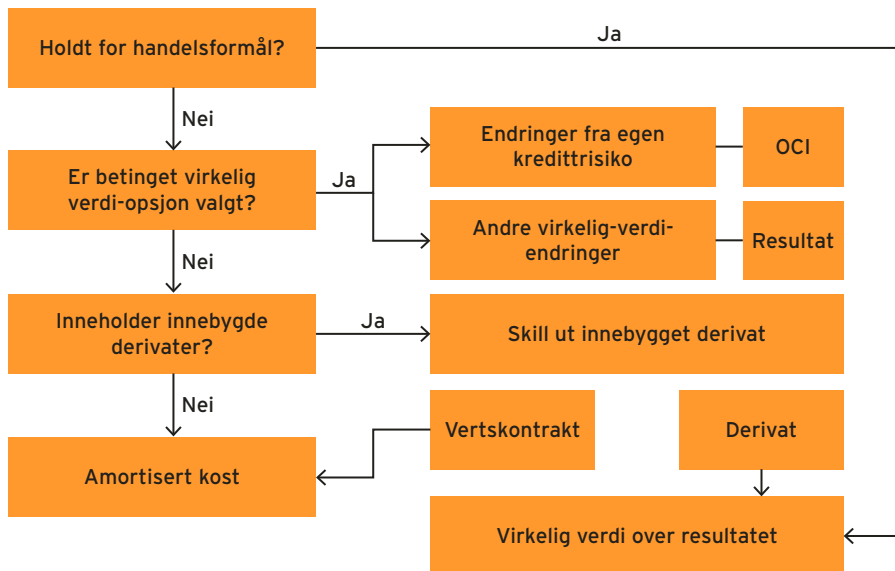 Holdt for handelsformål?
Ja
Nei
Er betinget virkelig
verdi-opsjon valgt?
Ja
Endringer fra egen
kredittrisiko
OCI
Andre virkelig-verdi-
endringer
Resultat
Nei
Inneholder innebygde
derivater?
Ja
Skill ut innebygget derivat
Nei
Vertskontrakt
Derivat
Amortisert kost
Virkelig verdi over resultatet